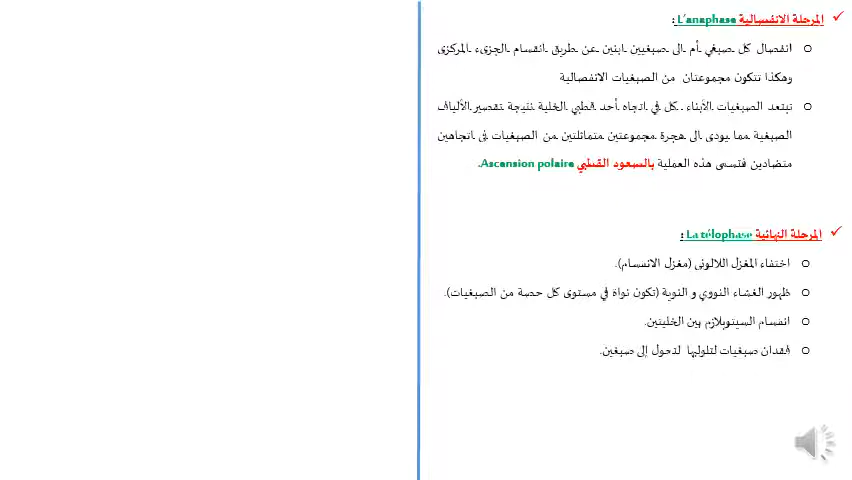 ✓ المرحلة الانفصالية L'anaphase :
o انفصال كل صبغي أم الى صبغيين ابنين عن طريق انقسام الجزيء المركزي
وهكذا تتكون مجموعتان من الصبغيات الانفصالية
o تبتعد الصبغيات الأبناء كل في اتجاه أحد قطبي الخلية نتيجة تقصير الألياف
الصبغية مما يودى الى هجرة مجموعتين متماثلتين من الصبغيات في اتجاهين
متضادين فتسمى هذه العملية بالصعود القطبي Ascension polaire.
✓ المرحلة النهائية La télophase :
o اختفاء المغزل اللالونى (مغزل الانقسام).
o ظهور الغشاء النووي و النوية (تكون نواة في مستوى كل حصة من الصبغيات).
o انقسام السيتوبلازم بين الخليتين.
o فقدان صبغيات لتلولبها لتحول إلى صبغين.